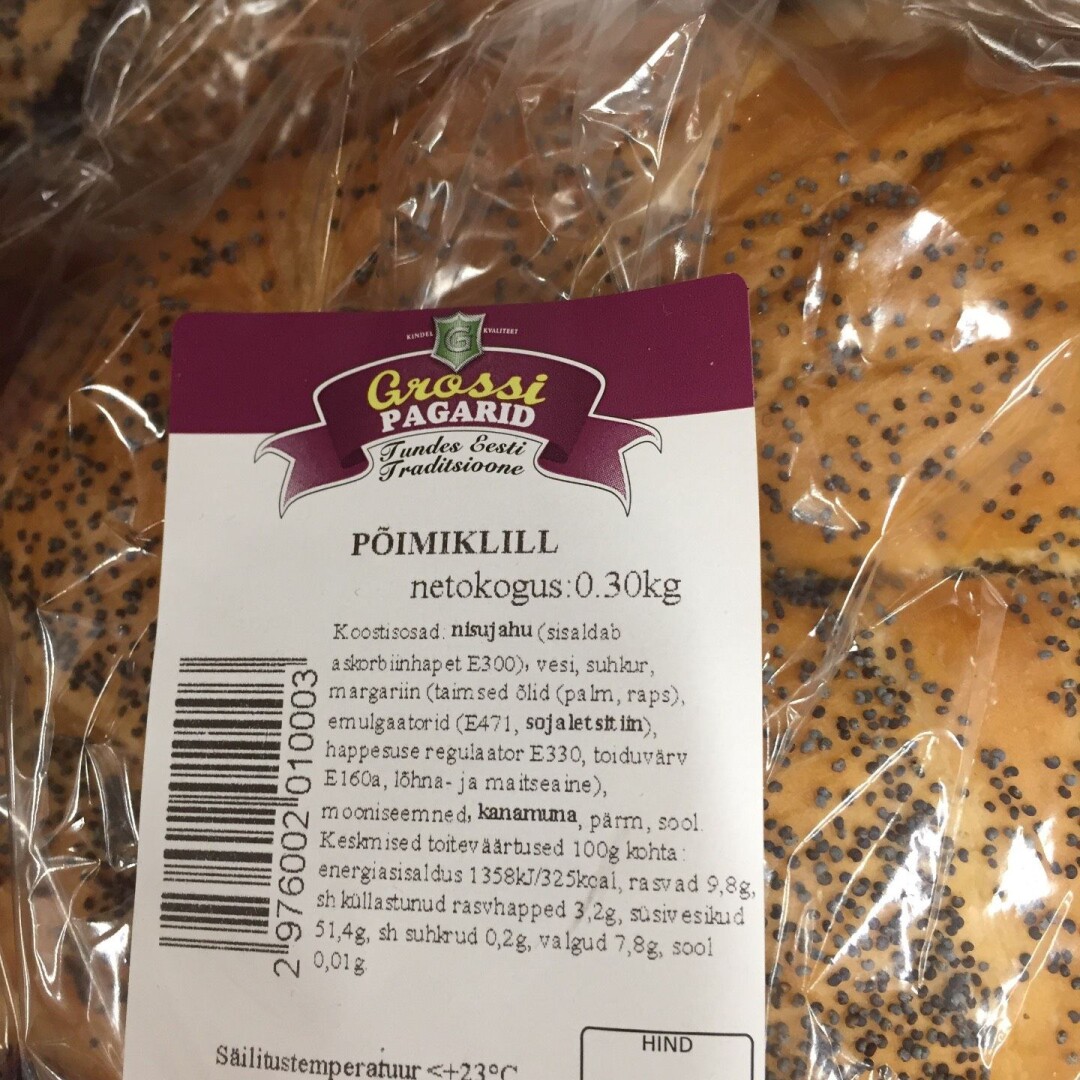 KINDEL G KVALITEET
Grossi
PAGARID
Tundes Eesti
Traditsioone
PÕIMIKLILL
netokogus:0.30kg
Koostisosad: nisujahu (sisaldab
askorbiinhapet E300), vesi, suhkur,
margariin (taimsed õlid (palm, raps),
emulgaatorid (E471, sojaletsitiin),
happesuse regulaator E330, toiduvärv
E160a, lõhna- ja maitseaine),
mooniseemned, kanamuna, pärm, sool.
Keskmised toiteväärtused 100g kohta:
energiasisaldus 1358kJ/325kcal, rasvad 9,8g,
sh küllastunud rasvhapped 3,2g, süsivesikud
51,4g, sh suhkrud 0,2g, valgud 7,8g, sool
0,01g
2 976002 010003
Säilitustemperatuur <+23°C
HIND